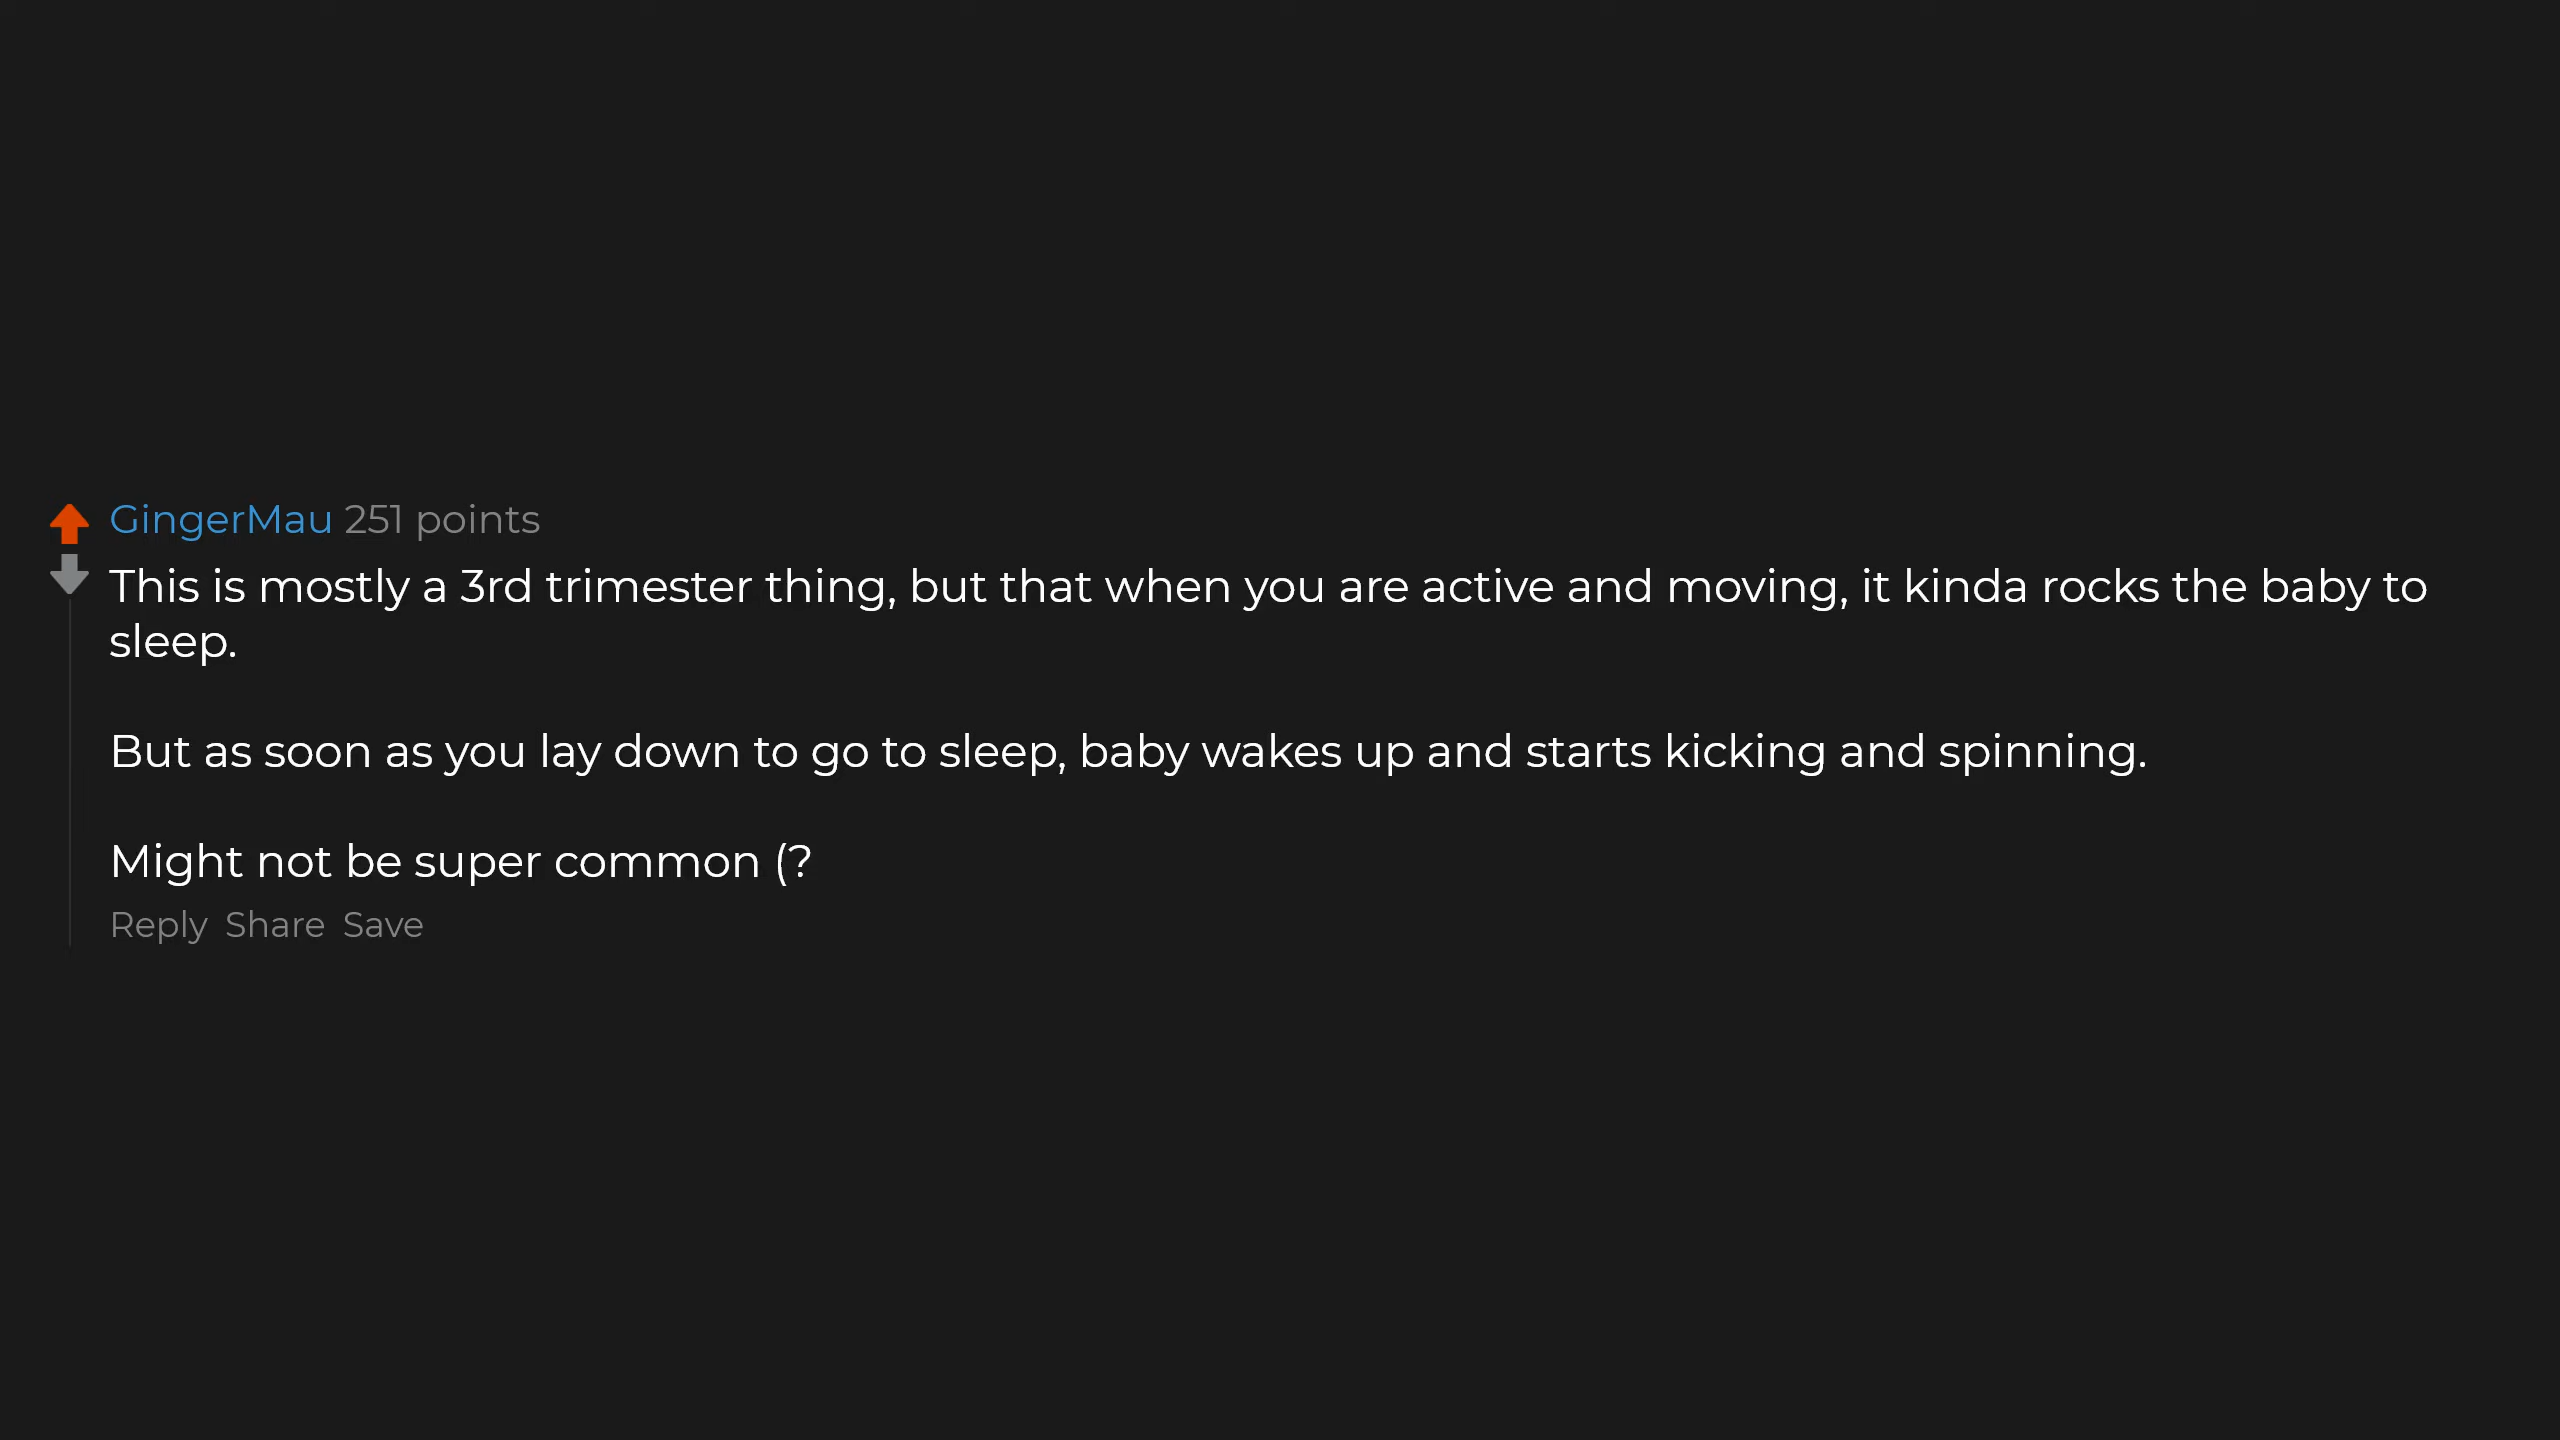 GingerMau 251 points
This is mostly a 3rd trimester thing, but that when you are active and moving, it kinda rocks the baby to
sleep.
But as soon as you lay down to go to sleep, baby wakes up and starts kicking and spinning.
Might not be super common (?
Reply Share Save